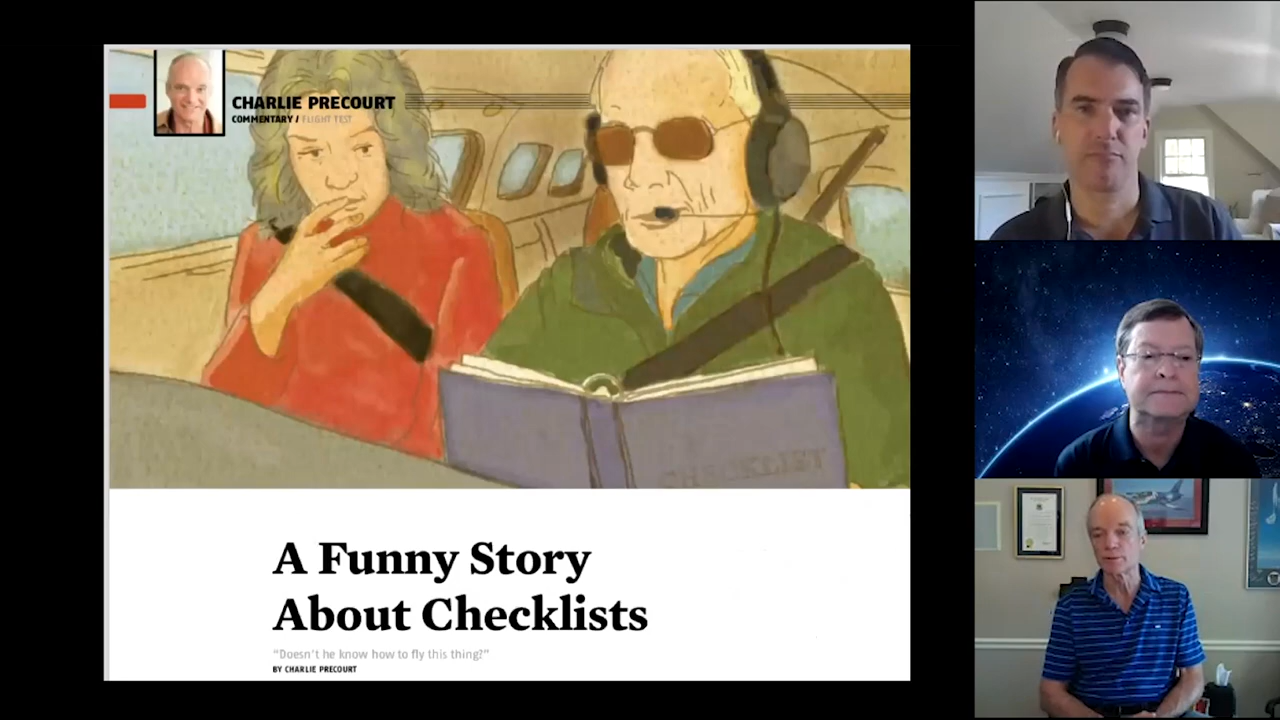 CHARLIE PRECOURT
COMMENTARY / FLIGHT TEST
CHECKLIST
A Funny Story
About Checklists
“Doesn’t he know how to fly this thing?”
BY CHARLIE PRECOURT